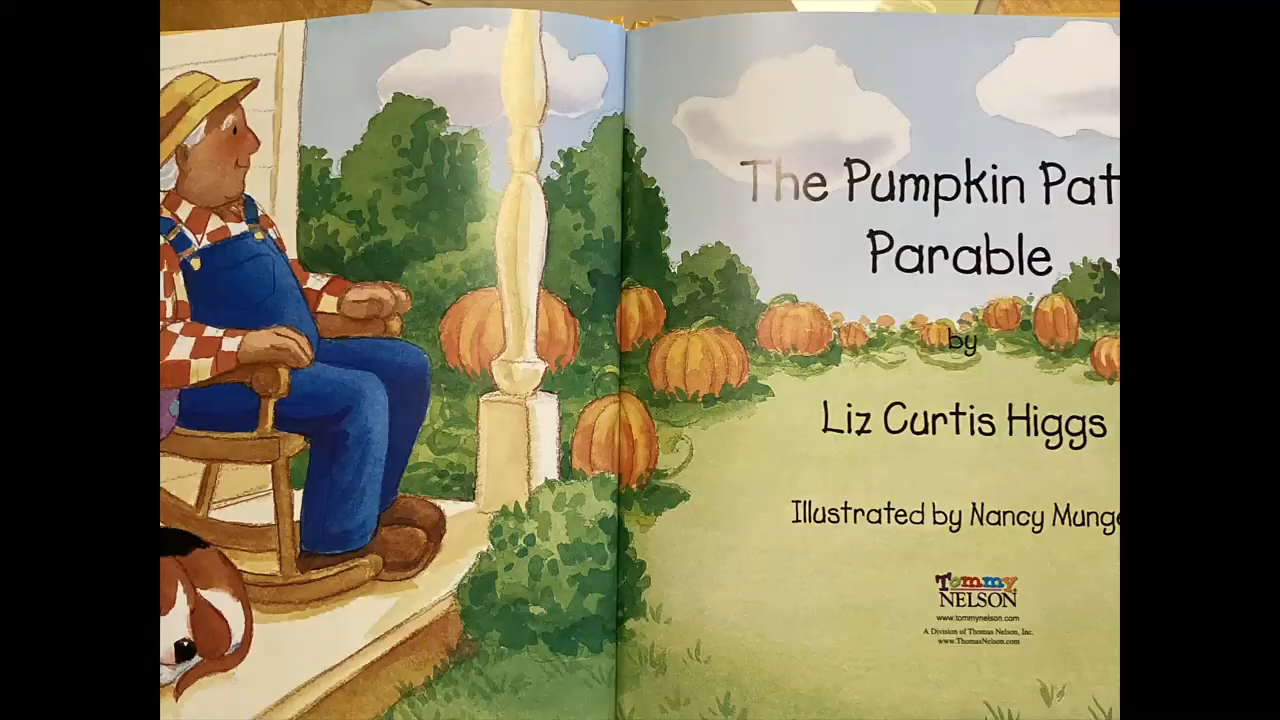 The Pumpkin Pat
Parable
by
Liz Curtis Higgs
Illustrated by Nancy Munge
Tommy
NELSON
www.tommynelson.com
A Division of Thomas Nelson, Inc.
www.ThomasNelson.com